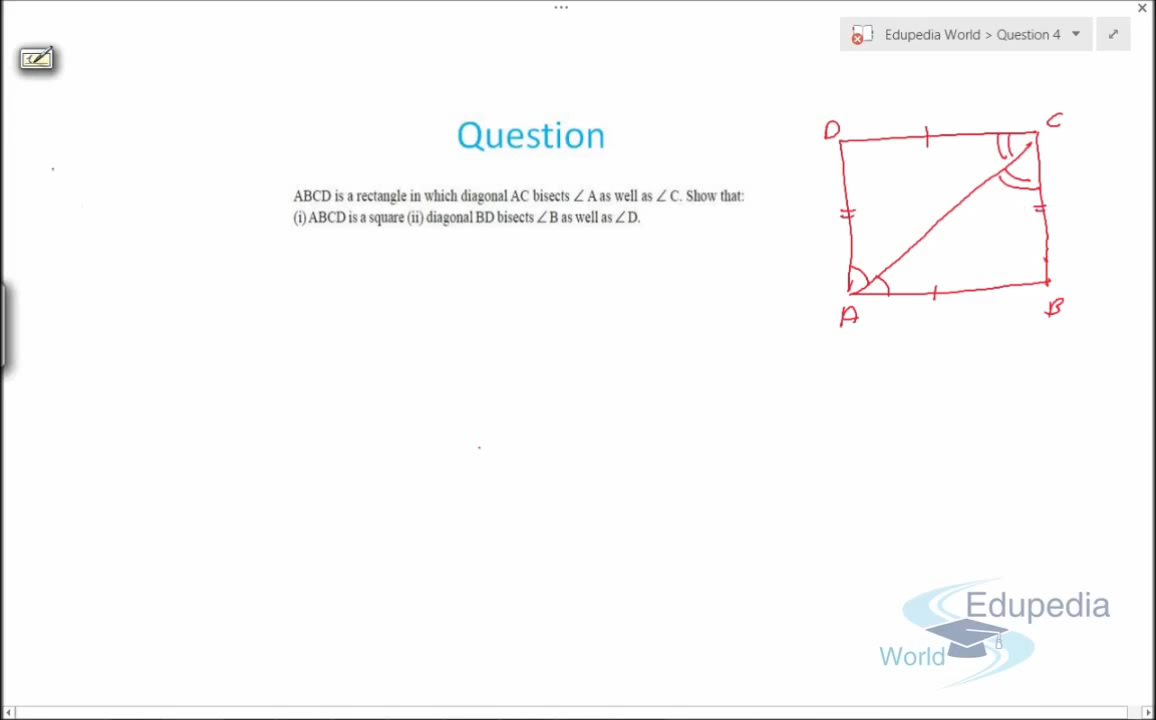 Edupedia World > Question 4
Question
ABCD is a rectangle in which diagonal AC bisects ∠ A as well as ∠ C. Show that:
(i) ABCD is a square (ii) diagonal BD bisects ∠B as well as ∠D.
D
C
A
B
Edupedia
World